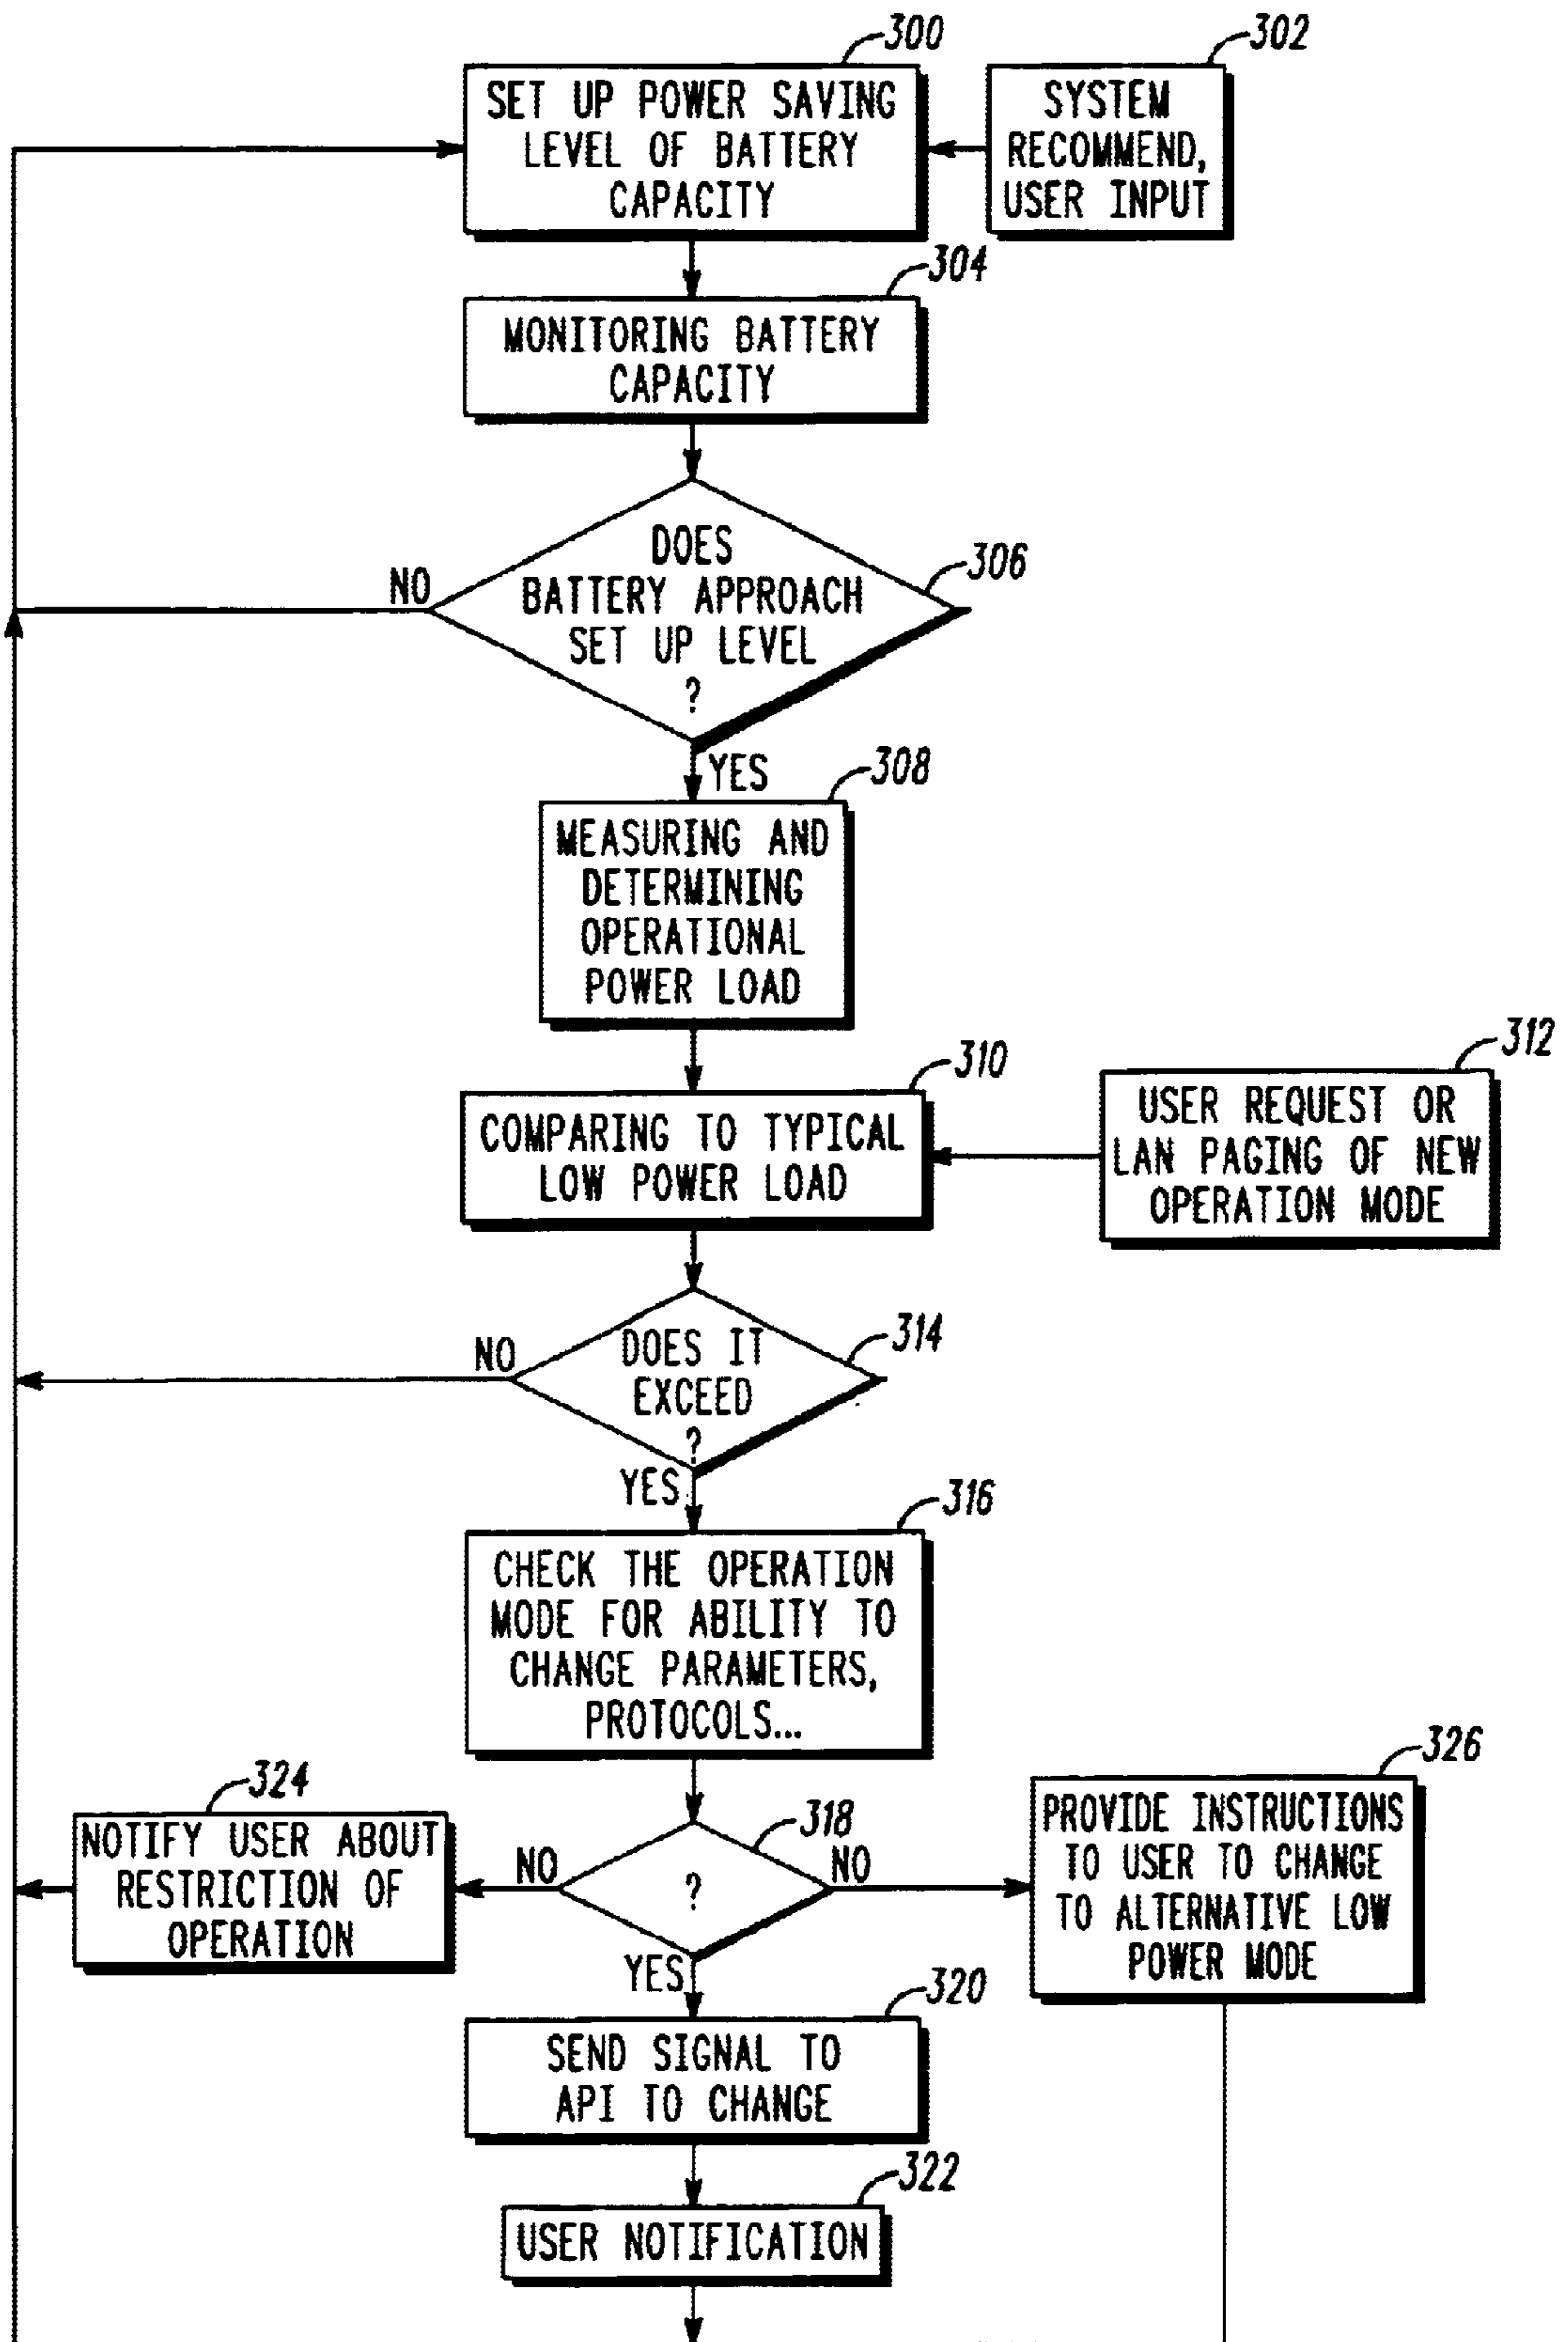 300
SET UP POWER SAVING
LEVEL OF BATTERY
CAPACITY
302
SYSTEM
RECOMMEND,
USER INPUT
304
MONITORING BATTERY
CAPACITY
306
DOES
BATTERY APPROACH
SET UP LEVEL
?
NO
YES
308
MEASURING AND
DETERMINING
OPERATIONAL
POWER LOAD
310
COMPARING TO TYPICAL
LOW POWER LOAD
312
USER REQUEST OR
LAN PAGING OF NEW
OPERATION MODE
314
DOES IT
EXCEED
?
NO
YES
316
CHECK THE OPERATION
MODE FOR ABILITY TO
CHANGE PARAMETERS,
PROTOCOLS...
318
?
NO
NO
YES
324
NOTIFY USER ABOUT
RESTRICTION OF
OPERATION
326
PROVIDE INSTRUCTIONS
TO USER TO CHANGE
TO ALTERNATIVE LOW
POWER MODE
320
SEND SIGNAL TO
API TO CHANGE
322
USER NOTIFICATION